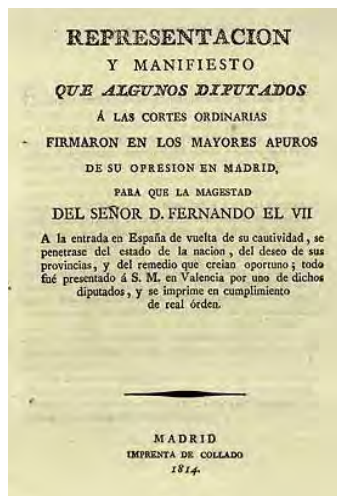 REPRESENTACION
Y MANIFIESTO
QUE ALGUNOS DIPUTADOS
Á LAS CORTES ORDINARIAS
FIRMARON EN LOS MAYORES APUROS
DE SU OPRESION EN MADRID,
PARA QUE LA MAGESTAD
DEL SEÑOR D. FERNANDO EL VII
A la entrada en España de vuelta de su cautividad, se
penetrase del estado de la nacion, del deseo de sus
provincias, y del remedio que creian oportuno; todo
fué presentado á S. M. en Valencia por uno de dichos
diputados, y se imprime en cumplimiento
de real órden.
MADRID
IMPRENTA DE COLLADO
1814.